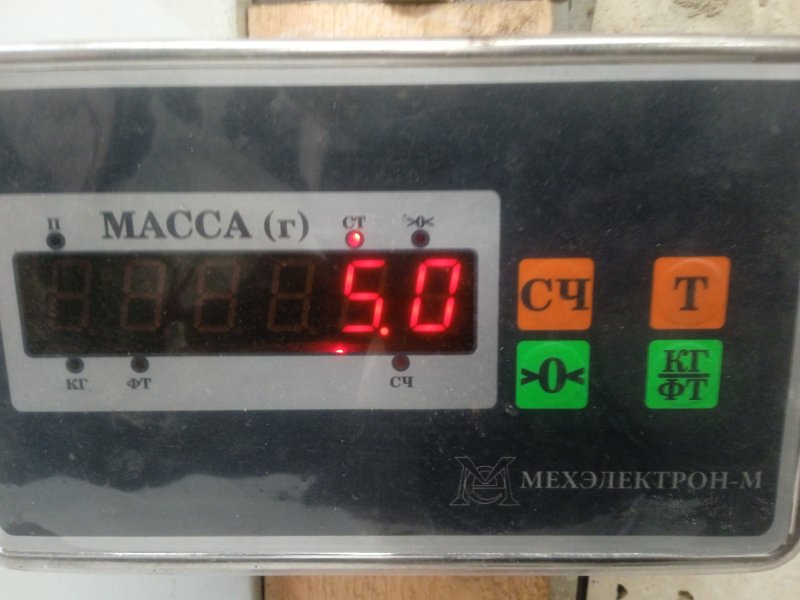 П МАССА (г) СТ >0<
5.0
КГ ФТ СЧ
СЧ Т
>0< КГ/ФТ
МЕХЭЛЕКТРОН-М